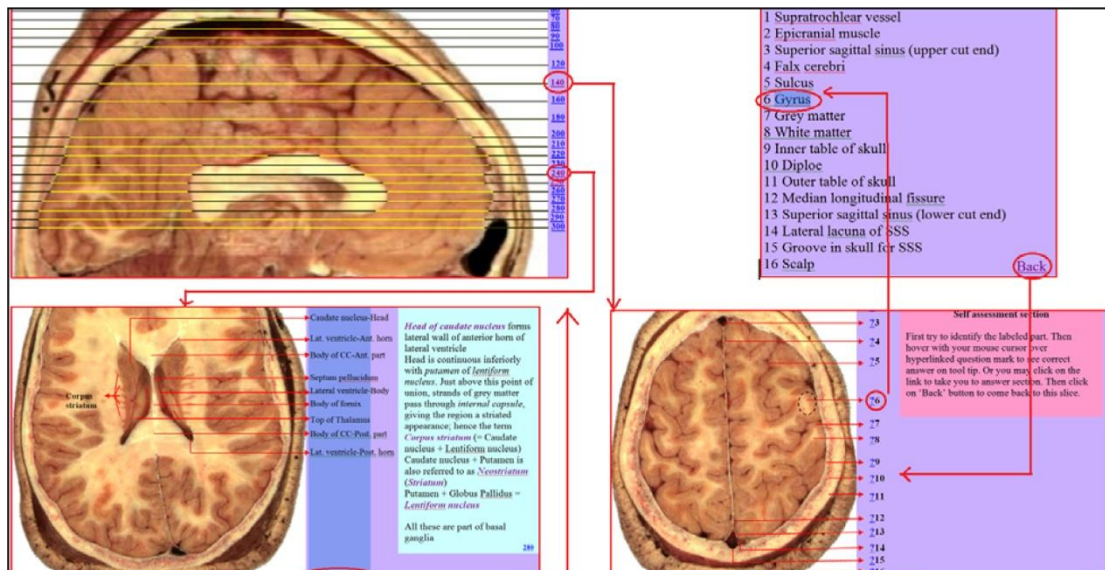 70
80
90
100
120
140
160
180
200
210
220
230
240
260
270
280
290
300
1 Supratrochlear vessel
2 Epicranial muscle
3 Superior sagittal sinus (upper cut end)
4 Falx cerebri
5 Sulcus
6 Gyrus
7 Grey matter
8 White matter
9 Inner table of skull
10 Diploe
11 Outer table of skull
12 Median longitudinal fissure
13 Superior sagittal sinus (lower cut end)
14 Lateral lacuna of SSS
15 Groove in skull for SSS
16 Scalp
Back
Caudate nucleus-Head
Lat. ventricle-Ant. horn
Body of CC-Ant. part
Septum pellucidum
Lateral ventricle-Body
Body of fornix
Top of Thalamus
Body of CC-Post. part
Lat. ventricle-Post. horn
Corpus
striatum
Head of caudate nucleus forms
lateral wall of anterior horn of
lateral ventricle
Head is continuous inferiorly
with putamen of lentiform
nucleus. Just above this point of
union, strands of grey matter
pass through internal capsule,
giving the region a striated
appearance; hence the term
Corpus striatum (= Caudate
nucleus + Lentiform nucleus)
Caudate nucleus + Putamen is
also referred to as Neostriatum
(Striatum)
Putamen + Globus Pallidus =
Lentiform nucleus
All these are part of basal
ganglia
280
?3
?4
?5
?6
?7
?8
?9
?10
?11
?12
?13
?14
?15
Self assessment section
First try to identify the labeled part. Then
hover with your mouse cursor over
hyperlinked question mark to see correct
answer on tool tip. Or you may click on the
link to take you to answer section. Then click
on 'Back' button to come back to this slice.